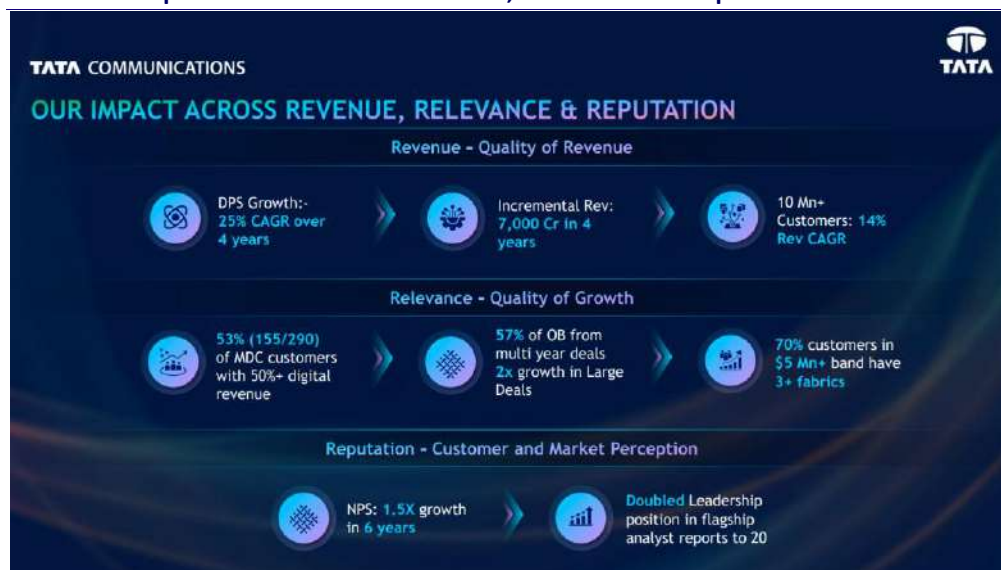 TATA COMMUNICATIONS
TATA
OUR IMPACT ACROSS REVENUE, RELEVANCE & REPUTATION
Revenue - Quality of Revenue
DPS Growth:-
25% CAGR over
4 years
Incremental Rev:
7,000 Cr in 4
years
10 Mn+
Customers: 14%
Rev CAGR
Relevance - Quality of Growth
53% (155/290)
of MDC customers
with 50%+ digital
revenue
57% of OB from
multi year deals
2x growth in Large
Deals
70% customers in
$5 Mn+ band have
3+ fabrics
Reputation - Customer and Market Perception
NPS: 1.5X growth
in 6 years
Doubled Leadership
position in flagship
analyst reports to 20